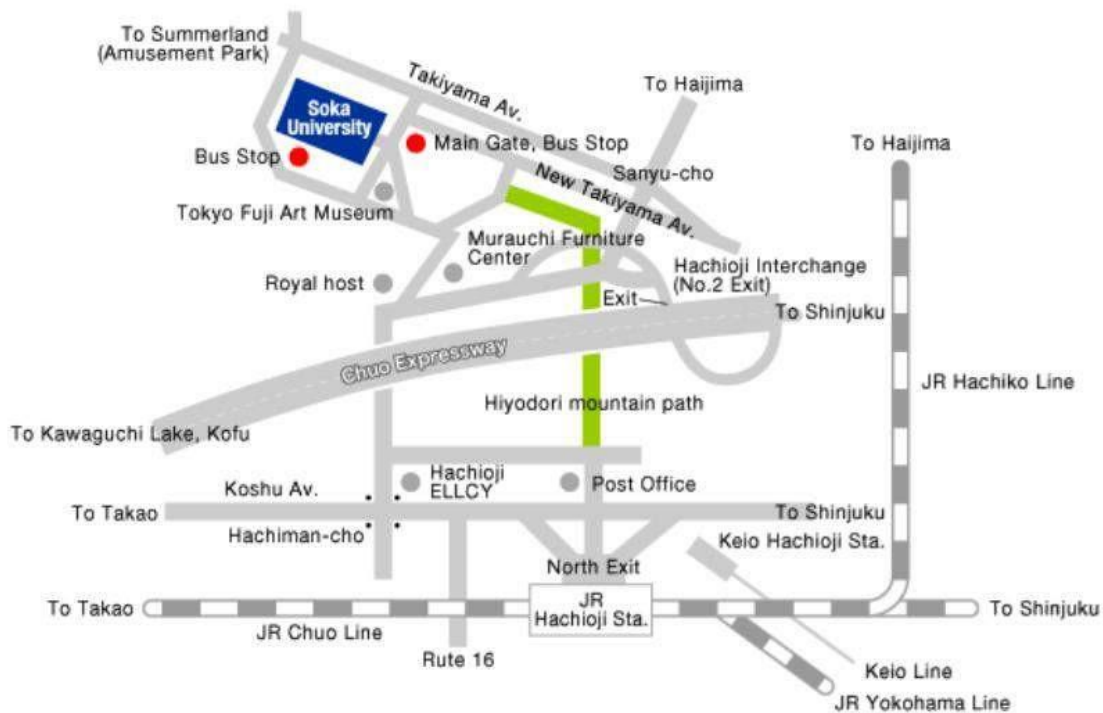 To Summerland
(Amusement Park)
Takiyama Av.
To Haijima
Soka
University
Main Gate, Bus Stop
Bus Stop
To Haijima
Sanyu-cho
New Takiyama Av.
Tokyo Fuji Art Museum
Murauchi Furniture
Center
Hachioji Interchange
(No.2 Exit)
Royal host
Exit
To Shinjuku
Chuo Expressway
JR Hachiko Line
Hiyodori mountain path
To Kawaguchi Lake, Kofu
Hachioji
ELLCY
Post Office
Koshu Av.
To Takao
To Shinjuku
Hachiman-cho
Keio Hachioji Sta.
North Exit
To Takao
JR
Hachioji Sta.
To Shinjuku
JR Chuo Line
Rute 16
Keio Line
JR Yokohama Line